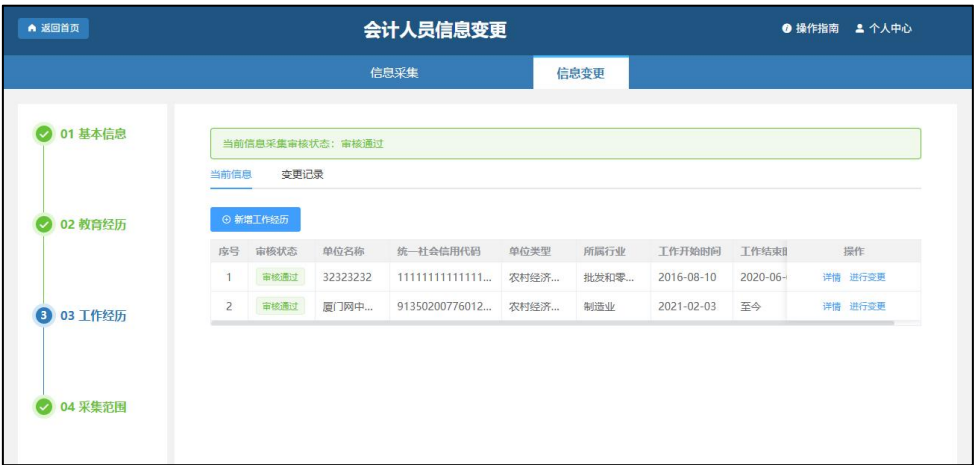 返回首页
会计人员信息变更
操作指南 个人中心
信息采集 信息变更
01 基本信息
02 教育经历
3 03 工作经历
04 采集范围
当前信息采集审核状态：审核通过
当前信息 变更记录
新增工作经历
序号 审核状态 单位名称 统一社会信用代码 单位类型 所属行业 工作开始时间 工作结束 操作
1 审核通过 32323232 11111111111111... 农村经济... 批发和零... 2016-08-10 2020-06- 详情 进行变更
2 审核通过 厦门网中... 91350200776012... 农村经济... 制造业 2021-02-03 至今 详情 进行变更